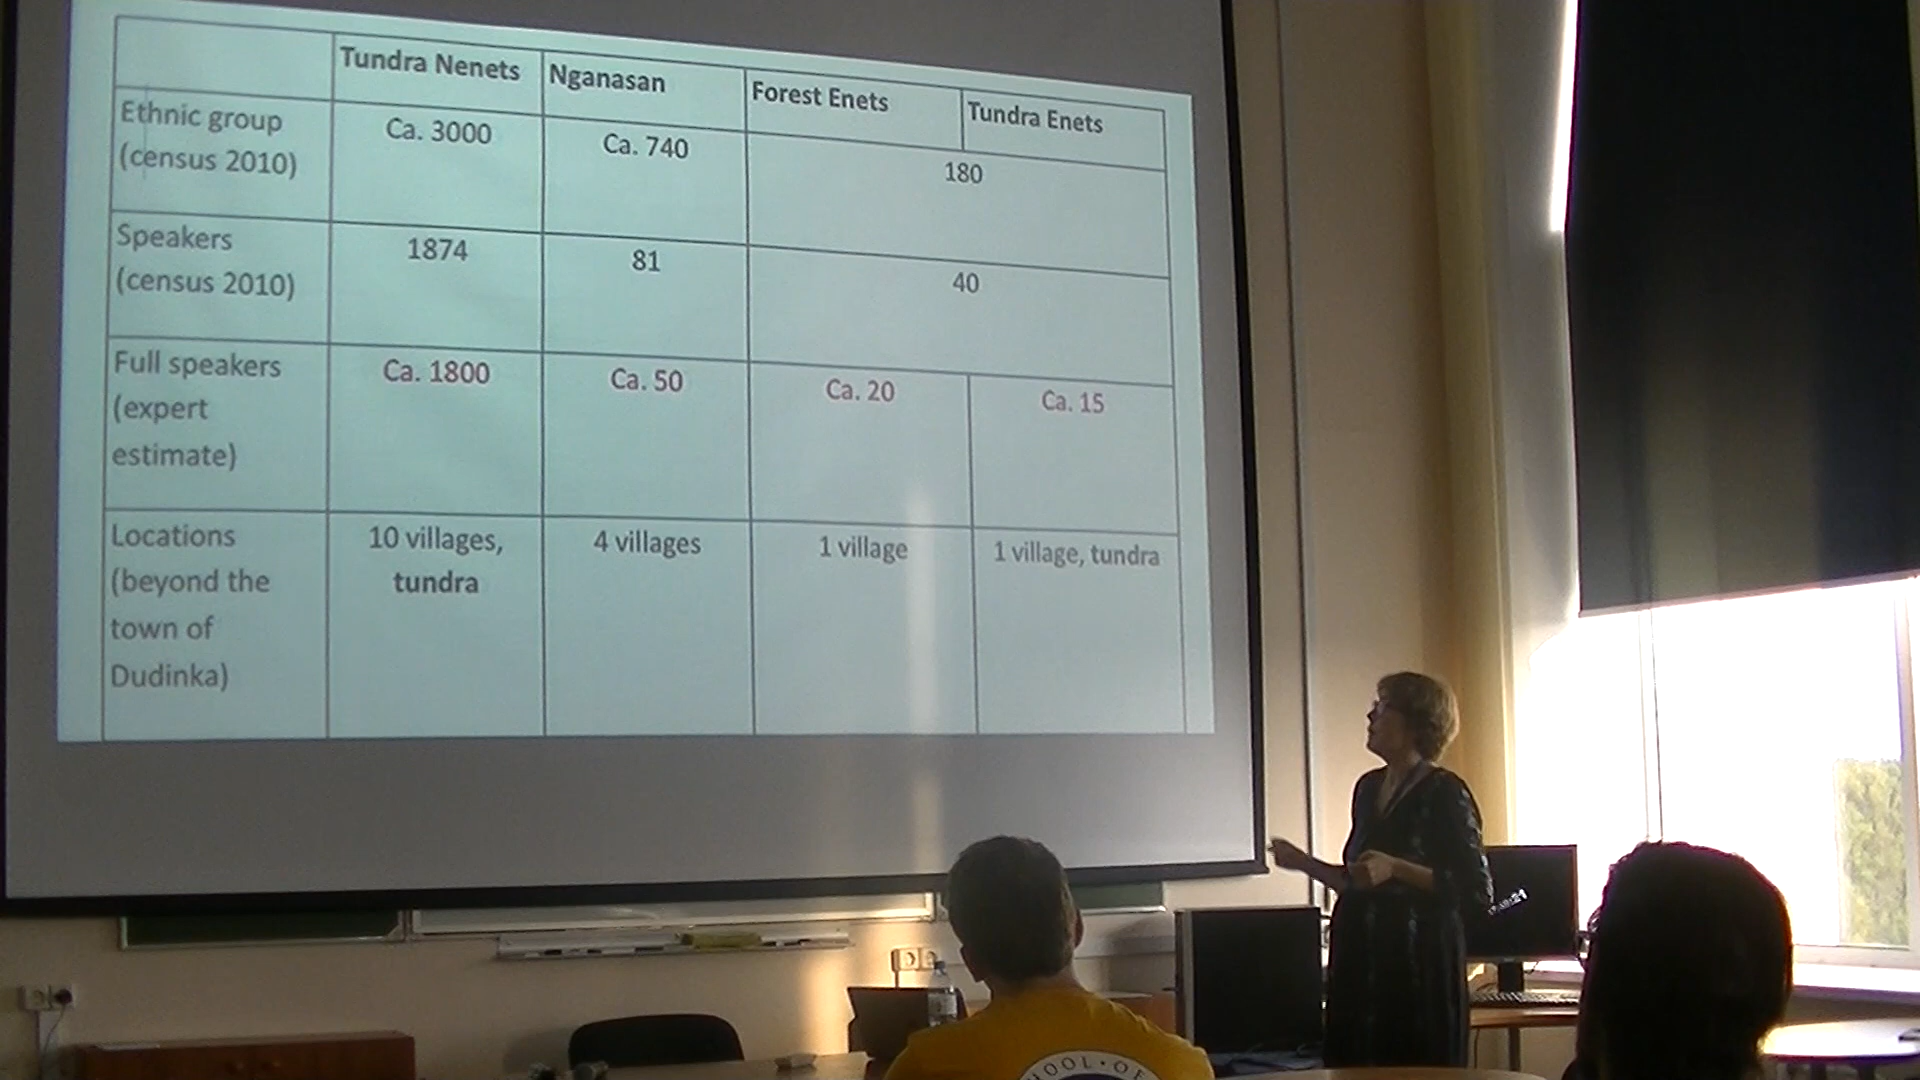 Tundra Nenets Nganasan Forest Enets Tundra Enets
Ethnic group
(census 2010)
Ca. 3000 Ca. 740 180
Speakers
(census 2010)
1874 81 40
Full speakers
(expert
estimate)
Ca. 1800 Ca. 50 Ca. 20 Ca. 15
Locations
(beyond the
town of
Dudinka)
10 villages,
tundra
4 villages 1 village 1 village, tundra
OOL • OF